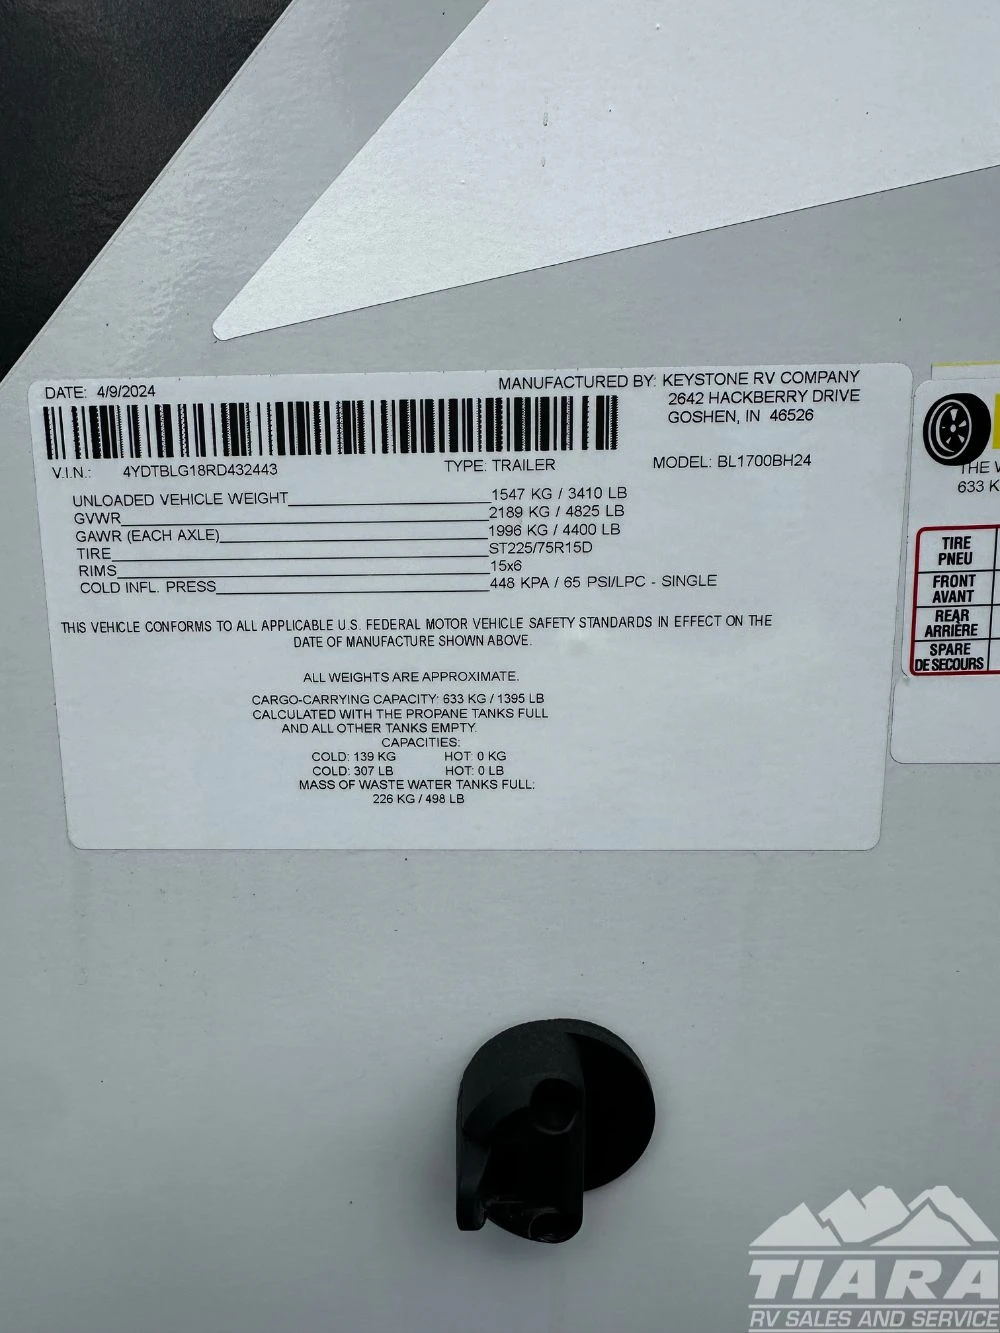 DATE: 4/9/2024
MANUFACTURED BY: KEYSTONE RV COMPANY
2642 HACKBERRY DRIVE
GOSHEN, IN 46526
V.I.N.: 4YDTBLG18RD432443 TYPE: TRAILER MODEL: BL1700BH24
UNLOADED VEHICLE WEIGHT 1547 KG / 3410 LB
GVWR 2189 KG / 4825 LB
GAWR (EACH AXLE) 1996 KG / 4400 LB
TIRE ST225/75R15D
RIMS 15x6
COLD INFL. PRESS 448 KPA / 65 PSI/LPC - SINGLE
THIS VEHICLE CONFORMS TO ALL APPLICABLE U.S. FEDERAL MOTOR VEHICLE SAFETY STANDARDS IN EFFECT ON THE
DATE OF MANUFACTURE SHOWN ABOVE.
ALL WEIGHTS ARE APPROXIMATE.
CARGO-CARRYING CAPACITY: 633 KG / 1395 LB
CALCULATED WITH THE PROPANE TANKS FULL
AND ALL OTHER TANKS EMPTY.
CAPACITIES:
COLD: 139 KG HOT: 0 KG
COLD: 307 LB HOT: 0 LB
MASS OF WASTE WATER TANKS FULL:
226 KG / 498 LB
THE
633 K
TIRE
PNEU
FRONT
AVANT
REAR
ARRIÈRE
SPARE
DE SECOURS
TIARA
RV SALES AND SERVICE